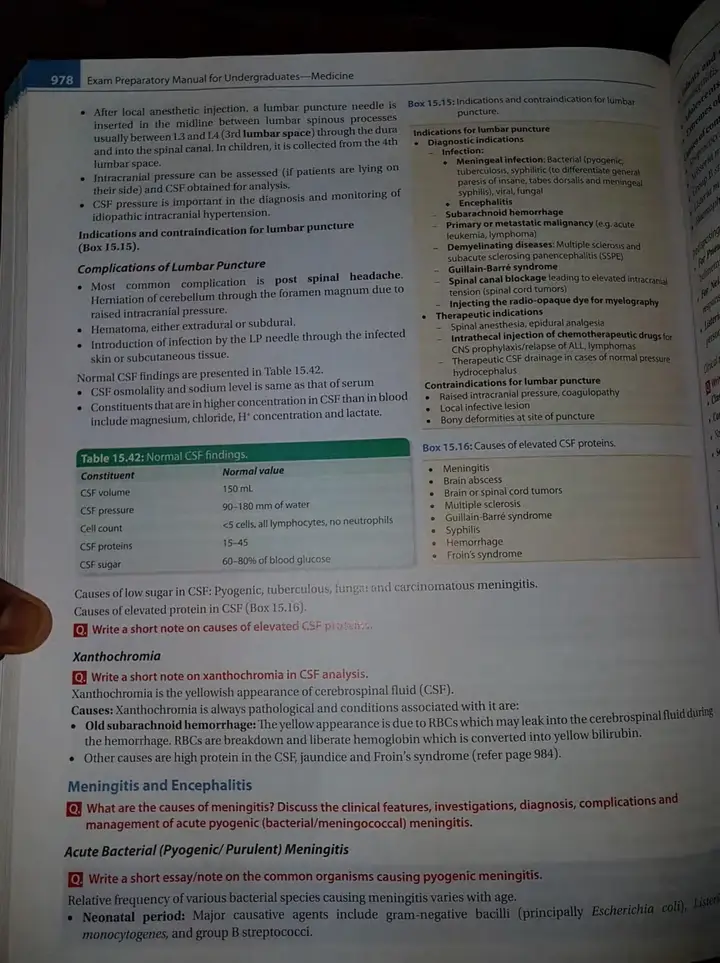 978 Exam Preparatory Manual for Undergraduates—Medicine
• After local anesthetic injection, a lumbar puncture needle is
inserted in the midline between lumbar spinous processes
usually between L3 and L4 (3rd lumbar space) through the dura
and into the spinal canal. In children, it is collected from the 4th
lumbar space.
• Intracranial pressure can be assessed (if patients are lying on
their side) and CSF obtained for analysis.
• CSF pressure is important in the diagnosis and monitoring of
idiopathic intracranial hypertension.
Indications and contraindication for lumbar puncture
(Box 15.15).
Complications of Lumbar Puncture
• Most common complication is post spinal headache.
Herniation of cerebellum through the foramen magnum due to
raised intracranial pressure.
• Hematoma, either extradural or subdural.
• Introduction of infection by the LP needle through the infected
skin or subcutaneous tissue.
Normal CSF findings are presented in Table 15.42.
• CSF osmolality and sodium level is same as that of serum
• Constituents that are in higher concentration in CSF than in blood
include magnesium, chloride, H⁺ concentration and lactate.
Box 15.15: Indications and contraindication for lumbar
puncture.
Indications for lumbar puncture
• Diagnostic indications
– Infection:
• Meningeal infection: Bacterial (pyogenic,
tuberculosis, syphilitic (to differentiate general
paresis of insane, tabes dorsalis and meningeal
syphilis), viral, fungal
• Encephalitis
– Subarachnoid hemorrhage
– Primary or metastatic malignancy (e.g. acute
leukemia, lymphoma)
– Demyelinating diseases: Multiple sclerosis and
subacute sclerosing panencephalitis (SSPE)
– Guillain-Barré syndrome
– Spinal canal blockage leading to elevated intracranial
tension (spinal cord tumors)
– Injecting the radio-opaque dye for myelography
• Therapeutic indications
– Spinal anesthesia, epidural analgesia
– Intrathecal injection of chemotherapeutic drugs for
CNS prophylaxis/relapse of ALL, lymphomas
– Therapeutic CSF drainage in cases of normal pressure
hydrocephalus
Contraindications for lumbar puncture
• Raised intracranial pressure, coagulopathy
• Local infective lesion
• Bony deformities at site of puncture
Table 15.42: Normal CSF findings.
Constituent Normal value
CSF volume 150 mL
CSF pressure 90–180 mm of water
Cell count <5 cells, all lymphocytes, no neutrophils
CSF proteins 15–45
CSF sugar 60–80% of blood glucose
Box 15.16: Causes of elevated CSF proteins.
• Meningitis
• Brain abscess
• Brain or spinal cord tumors
• Multiple sclerosis
• Guillain-Barré syndrome
• Syphilis
• Hemorrhage
• Froin's syndrome
Causes of low sugar in CSF: Pyogenic, tuberculous, fungal and carcinomatous meningitis.
Causes of elevated protein in CSF (Box 15.16).
Q. Write a short note on causes of elevated CSF proteins.
Xanthochromia
Q. Write a short note on xanthochromia in CSF analysis.
Xanthochromia is the yellowish appearance of cerebrospinal fluid (CSF).
Causes: Xanthochromia is always pathological and conditions associated with it are:
• Old subarachnoid hemorrhage: The yellow appearance is due to RBCs which may leak into the cerebrospinal fluid during
the hemorrhage. RBCs are breakdown and liberate hemoglobin which is converted into yellow bilirubin.
• Other causes are high protein in the CSF, jaundice and Froin's syndrome (refer page 984).
Meningitis and Encephalitis
Q. What are the causes of meningitis? Discuss the clinical features, investigations, diagnosis, complications and
management of acute pyogenic (bacterial/meningococcal) meningitis.
Acute Bacterial (Pyogenic/ Purulent) Meningitis
Q. Write a short essay/note on the common organisms causing pyogenic meningitis.
Relative frequency of various bacterial species causing meningitis varies with age.
• Neonatal period: Major causative agents include gram-negative bacilli (principally Escherichia coli), Listeri
monocytogenes, and group B streptococci.